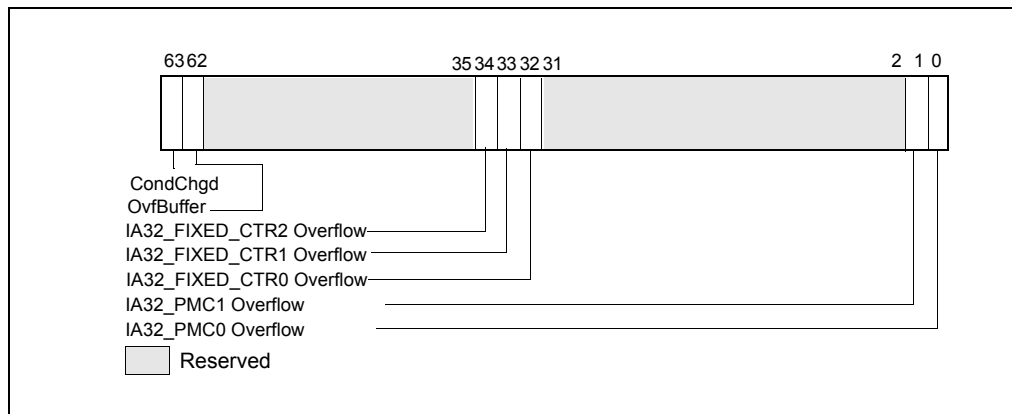 63 62 35 34 33 32 31 2 1 0
CondChgd
OvfBuffer
IA32_FIXED_CTR2 Overflow
IA32_FIXED_CTR1 Overflow
IA32_FIXED_CTR0 Overflow
IA32_PMC1 Overflow
IA32_PMC0 Overflow
Reserved